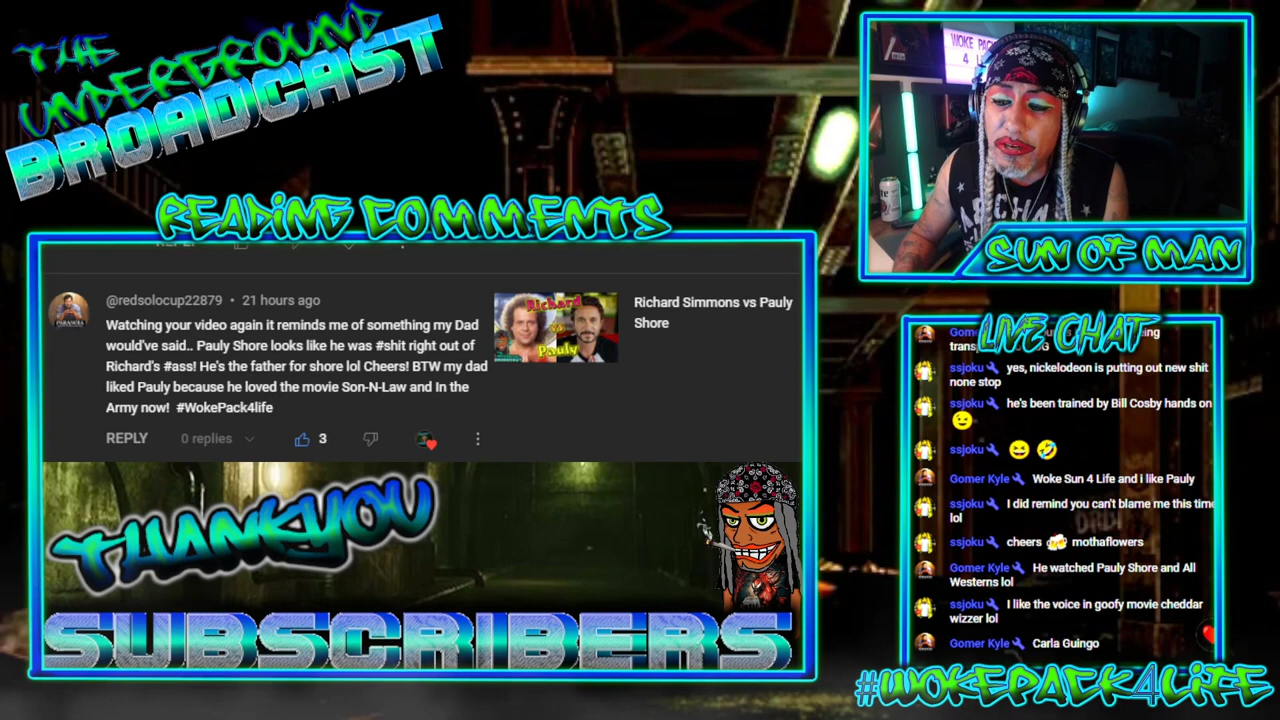 THE
UNDERGROUND
BROADCAST
WOKE PAC
4 L
SUN OF MAN
READING COMMENTS
REPLY
@redsolocup22879 • 21 hours ago
Watching your video again it reminds me of something my Dad
would've said.. Pauly Shore looks like he was #shit right out of
Richard's #ass! He's the father for shore lol Cheers! BTW my dad
liked Pauly because he loved the movie Son-N-Law and In the
Army now! #WokePack4life
REPLY 0 replies 3
Richard
vs
Pauly
Richard Simmons vs Pauly
Shore
THANKYOU
SUBSCRIBERS
LIVE CHAT
ssjoku yes, nickelodeon is putting out new shit
none stop
ssjoku he's been trained by Bill Cosby hands on
😉
ssjoku 😆 🤣
Gomer Kyle Woke Sun 4 Life and i like Pauly
ssjoku I did remind you can't blame me this time
lol
ssjoku cheers 🍻 mothaflowers
Gomer Kyle He watched Pauly Shore and All
Westerns lol
ssjoku I like the voice in goofy movie cheddar
wizzer lol
Gomer Kyle Carla Guingo
#WOKEPACK4LIFE